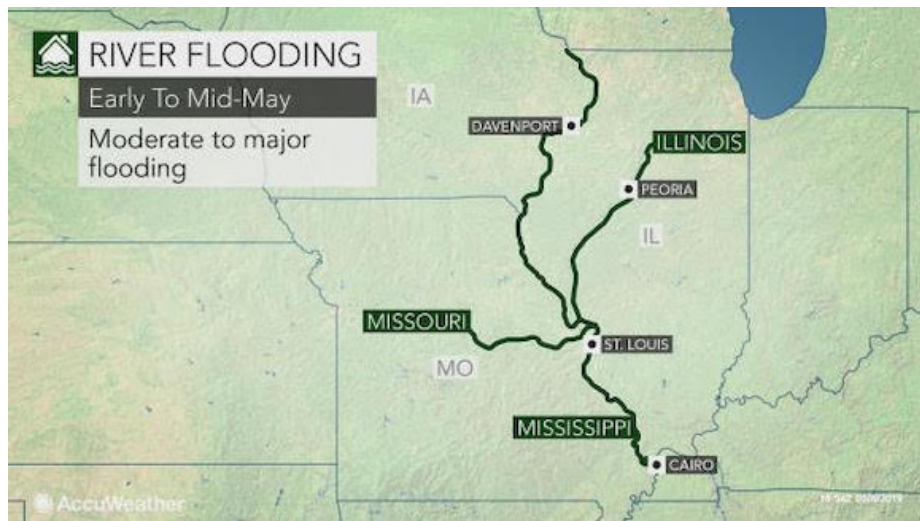 RIVER FLOODING
Early To Mid-May
Moderate to major
flooding
IA
DAVENPORT
ILLINOIS
PEORIA
IL
MISSOURI
ST. LOUIS
MO
MISSISSIPPI
CAIRO
AccuWeather